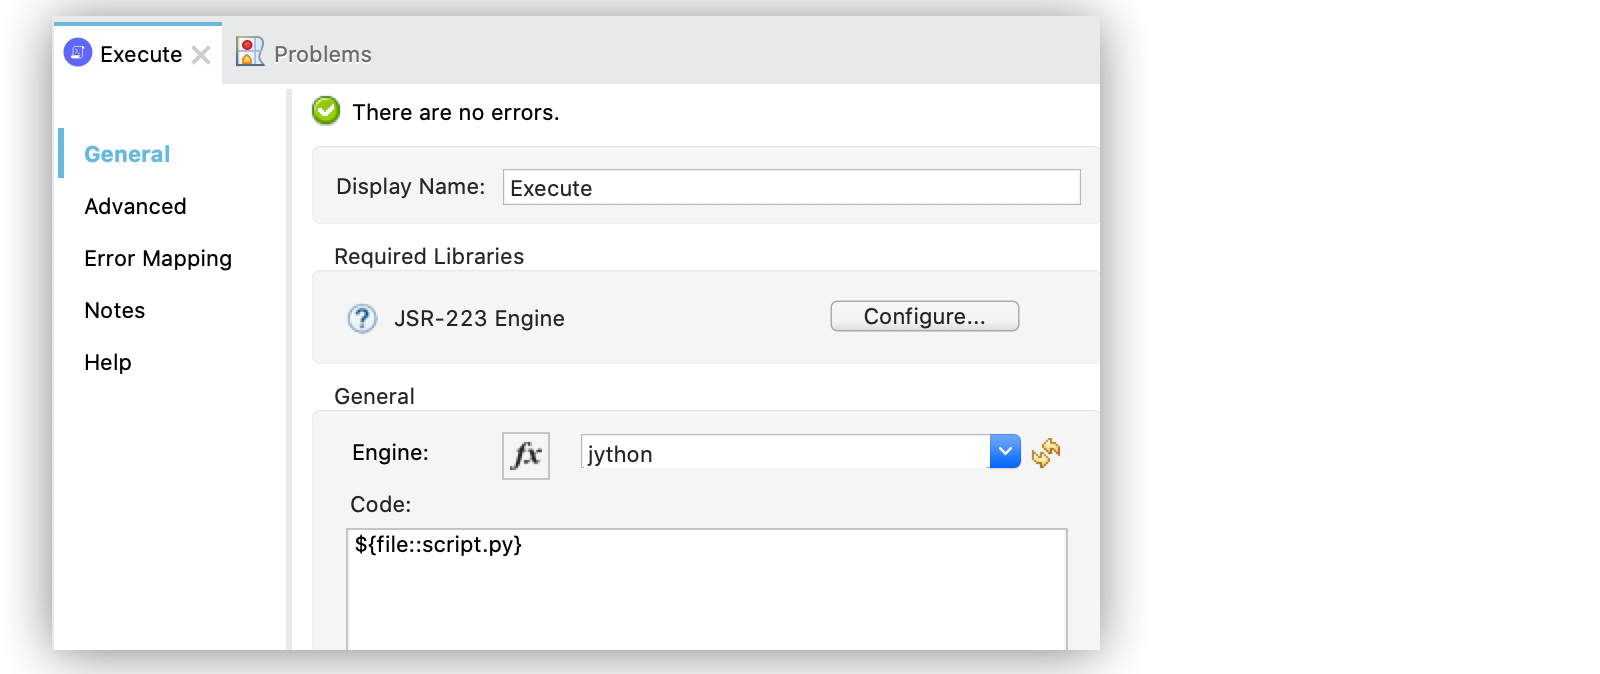 Execute
Problems
General
Advanced
Error Mapping
Notes
Help
There are no errors.
Display Name: Execute
Required Libraries
JSR-223 Engine Configure...
General
Engine: fx jython
Code:
${file::script.py}